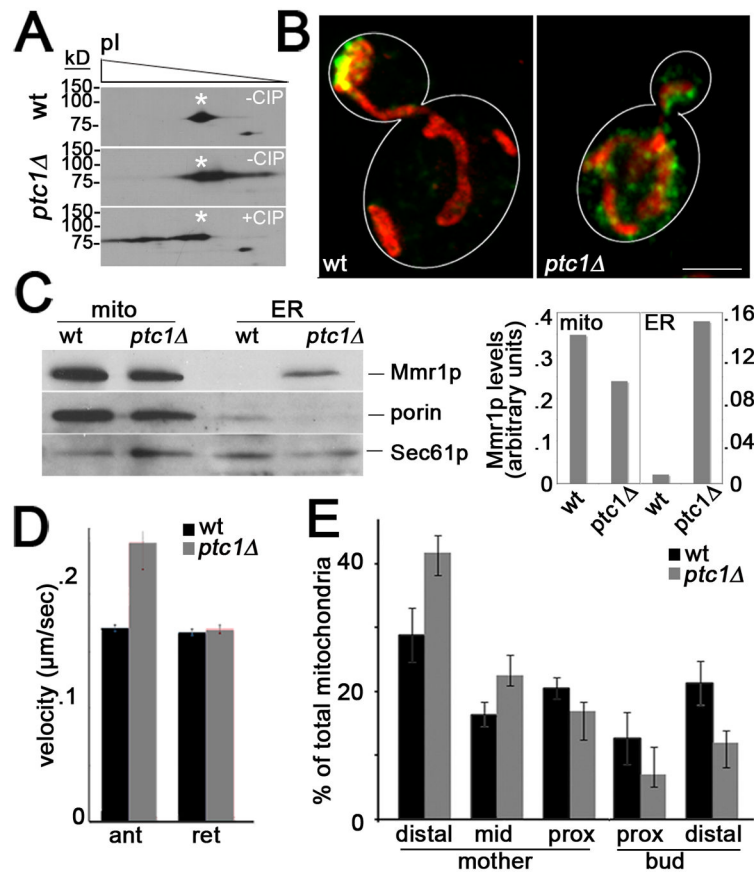 A
pI
kD
wt
150-
100-
75-
*
-CIP
ptc1Δ
150-
100-
75-
*
-CIP
150-
100-
75-
*
+CIP
B
wt
ptc1Δ
C
mito
ER
wt
ptc1Δ
wt
ptc1Δ
Mmr1p
porin
Sec61p
Mmr1p levels
(arbitrary units)
.4
.3
.2
.1
0
mito
ER
.16
.12
.08
.04
0
wt
ptc1Δ
wt
ptc1Δ
D
wt
ptc1Δ
velocity (μm/sec)
.2
.1
0
ant
ret
E
wt
ptc1Δ
% of total mitochondria
40
20
0
distal
mid
prox
prox
distal
mother
bud